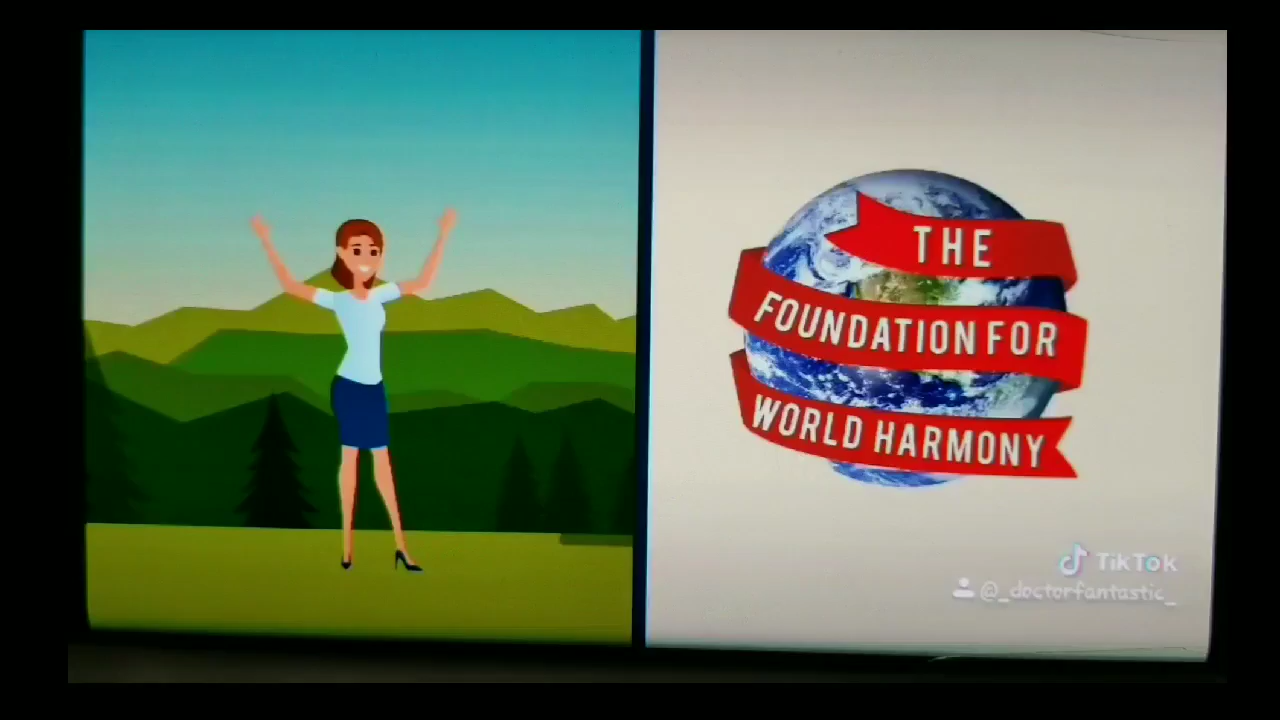 THE
FOUNDATION FOR
WORLD HARMONY
TikTok
@_doctorfantastic_